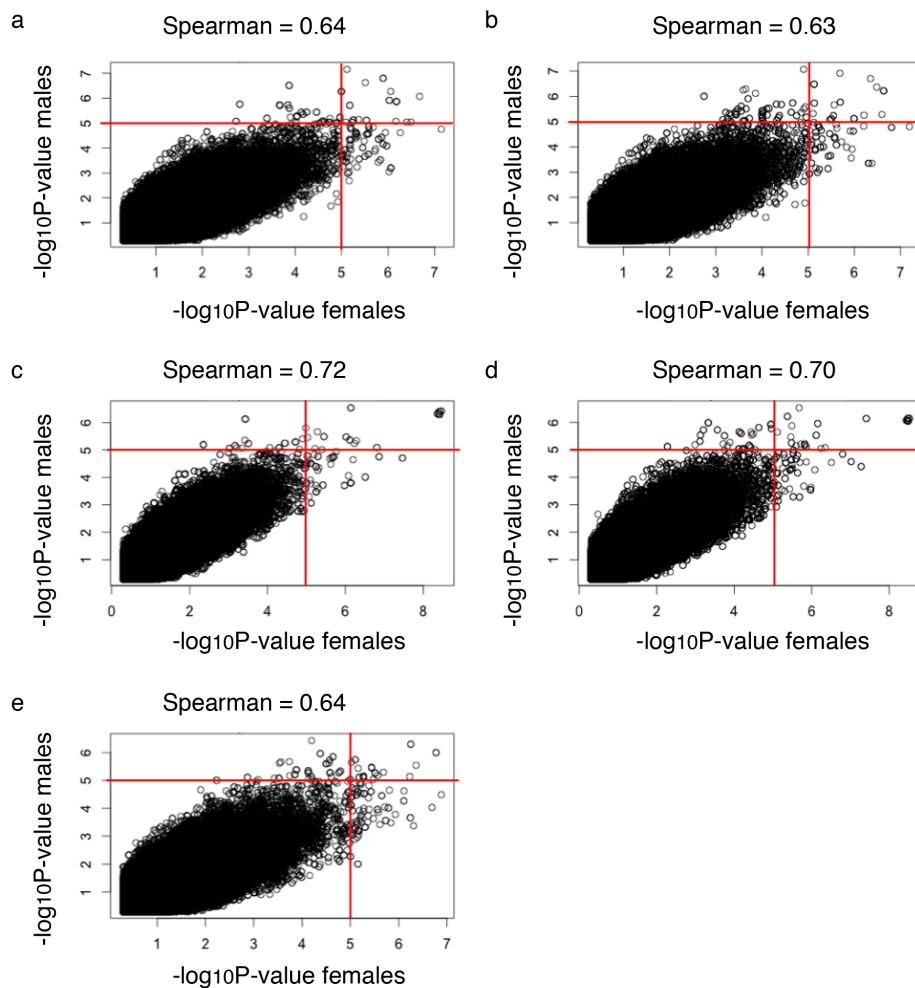 a
Spearman = 0.64
-log10P-value males
7
6
5
4
3
2
1
1 2 3 4 5 6 7
-log10P-value females
b
Spearman = 0.63
-log10P-value males
7
6
5
4
3
2
1
1 2 3 4 5 6 7
-log10P-value females
c
Spearman = 0.72
-log10P-value males
6
5
4
3
2
1
0 2 4 6 8
-log10P-value females
d
Spearman = 0.70
-log10P-value males
6
5
4
3
2
1
0 2 4 6 8
-log10P-value females
e
Spearman = 0.64
-log10P-value males
6
5
4
3
2
1
1 2 3 4 5 6 7
-log10P-value females